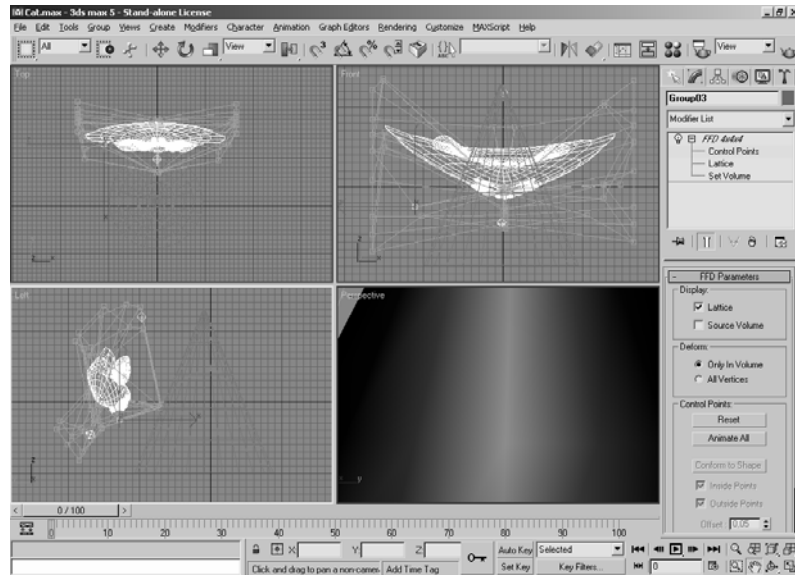 Cat.max - 3ds max 5 - Stand-alone License
File Edit Tools Group Views Create Modifiers Character Animation Graph Editors Rendering Customize MAXScript Help
All View View
Top Front
Group03
Modifier List
FFD 4x4x4
Control Points
Lattice
Set Volume
Left Perspective
FFD Parameters
Display:
Lattice
Source Volume
Deform:
Only In Volume
All Vertices
Control Points:
Reset
Animate All
Conform to Shape
Inside Points
Outside Points
Offset: 0.05
0 / 100
0 10 20 30 40 50 60 70 80 90 100
X: Y: Z: Auto Key Selected
Click and drag to pan a non-camer Add Time Tag Set Key Key Filters... 0